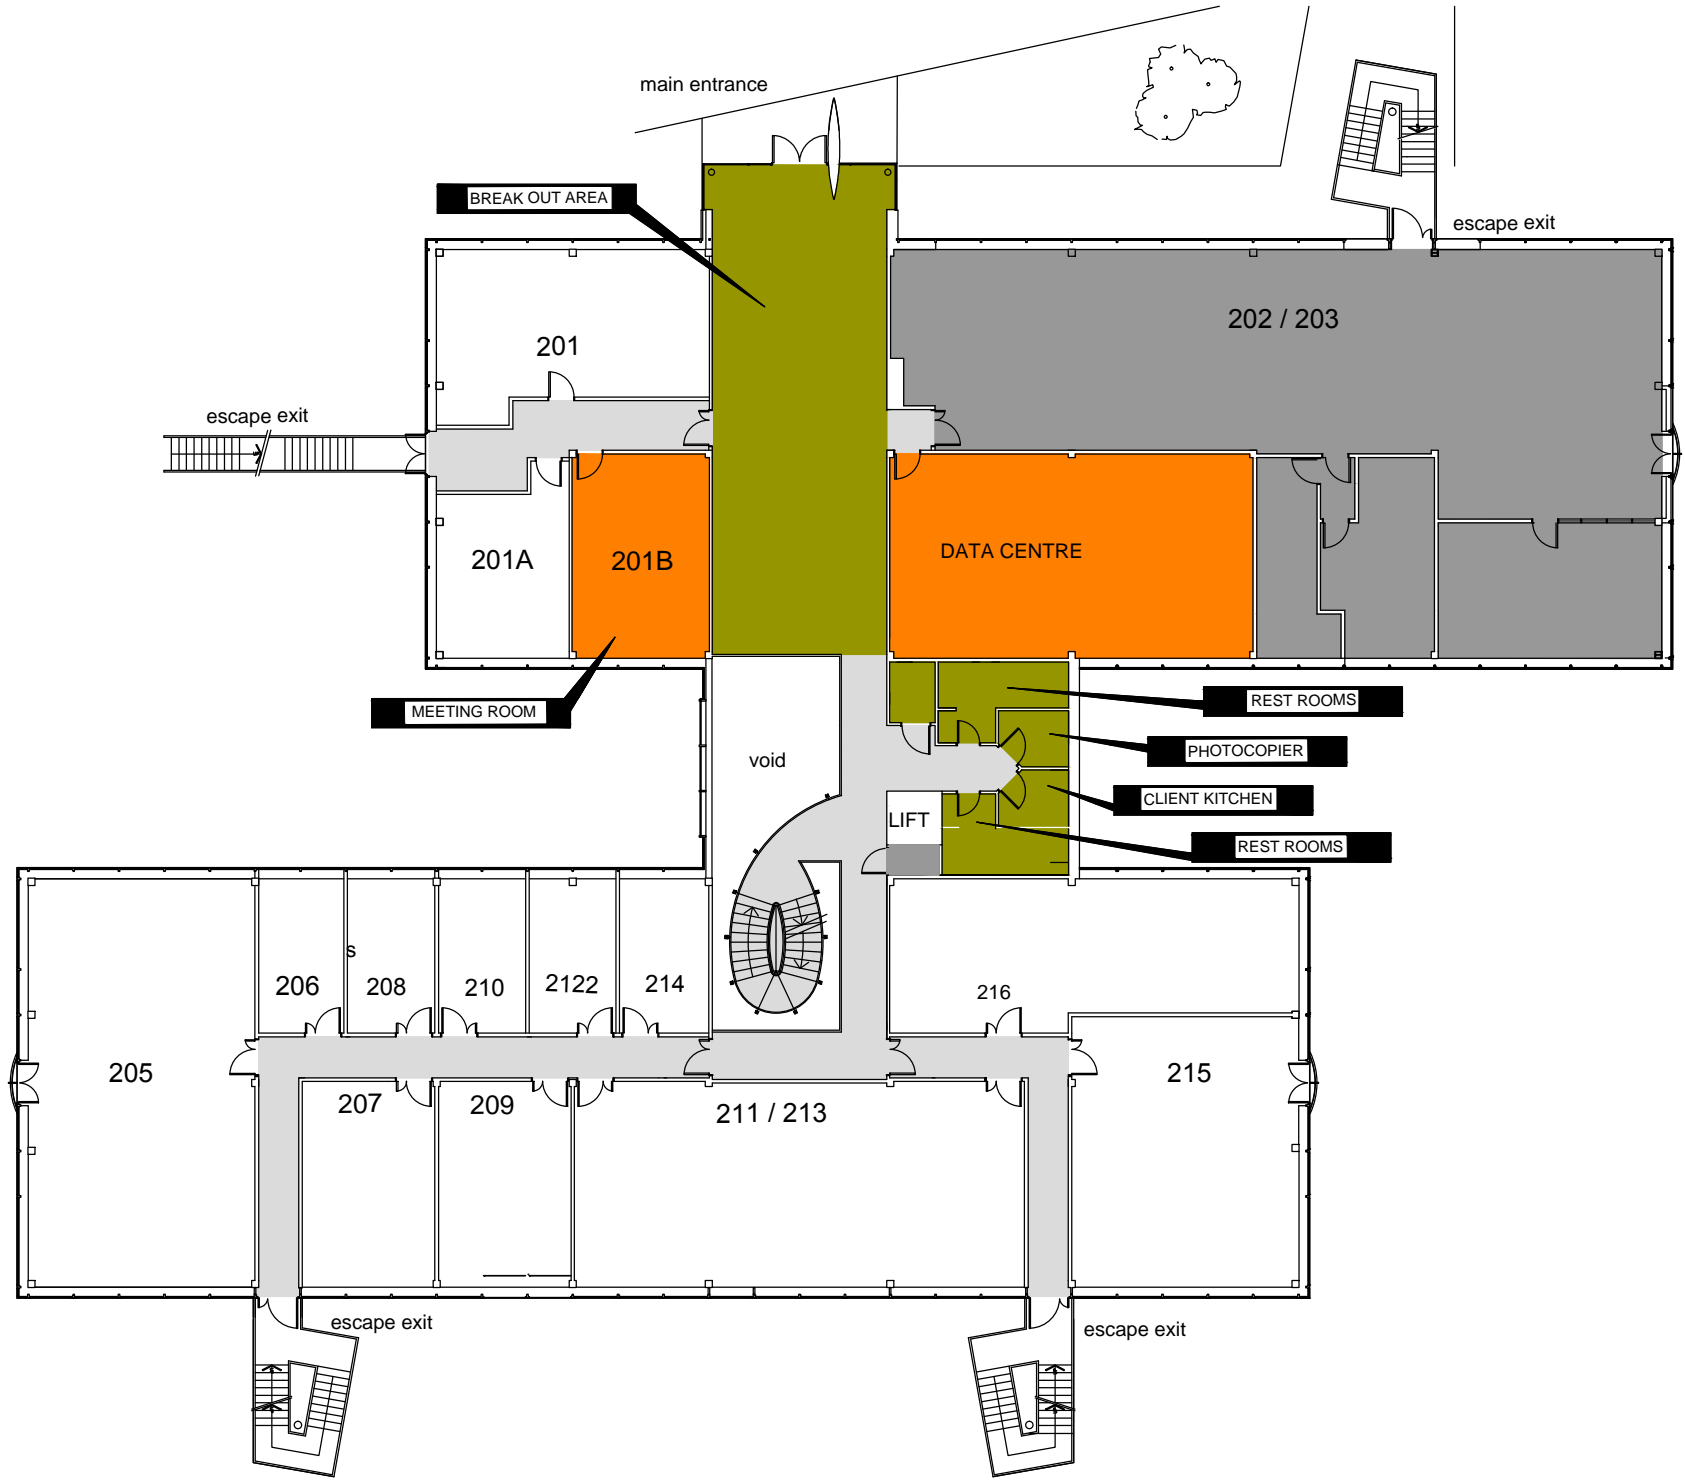 main entrance
BREAK OUT AREA
escape exit
202 / 203
201
escape exit
DATA CENTRE
201A
201B
REST ROOMS
MEETING ROOM
PHOTOCOPIER
void
CLIENT KITCHEN
LIFT
REST ROOMS
s
206
208
210
2122
214
216
205
215
207
209
211 / 213
escape exit
escape exit